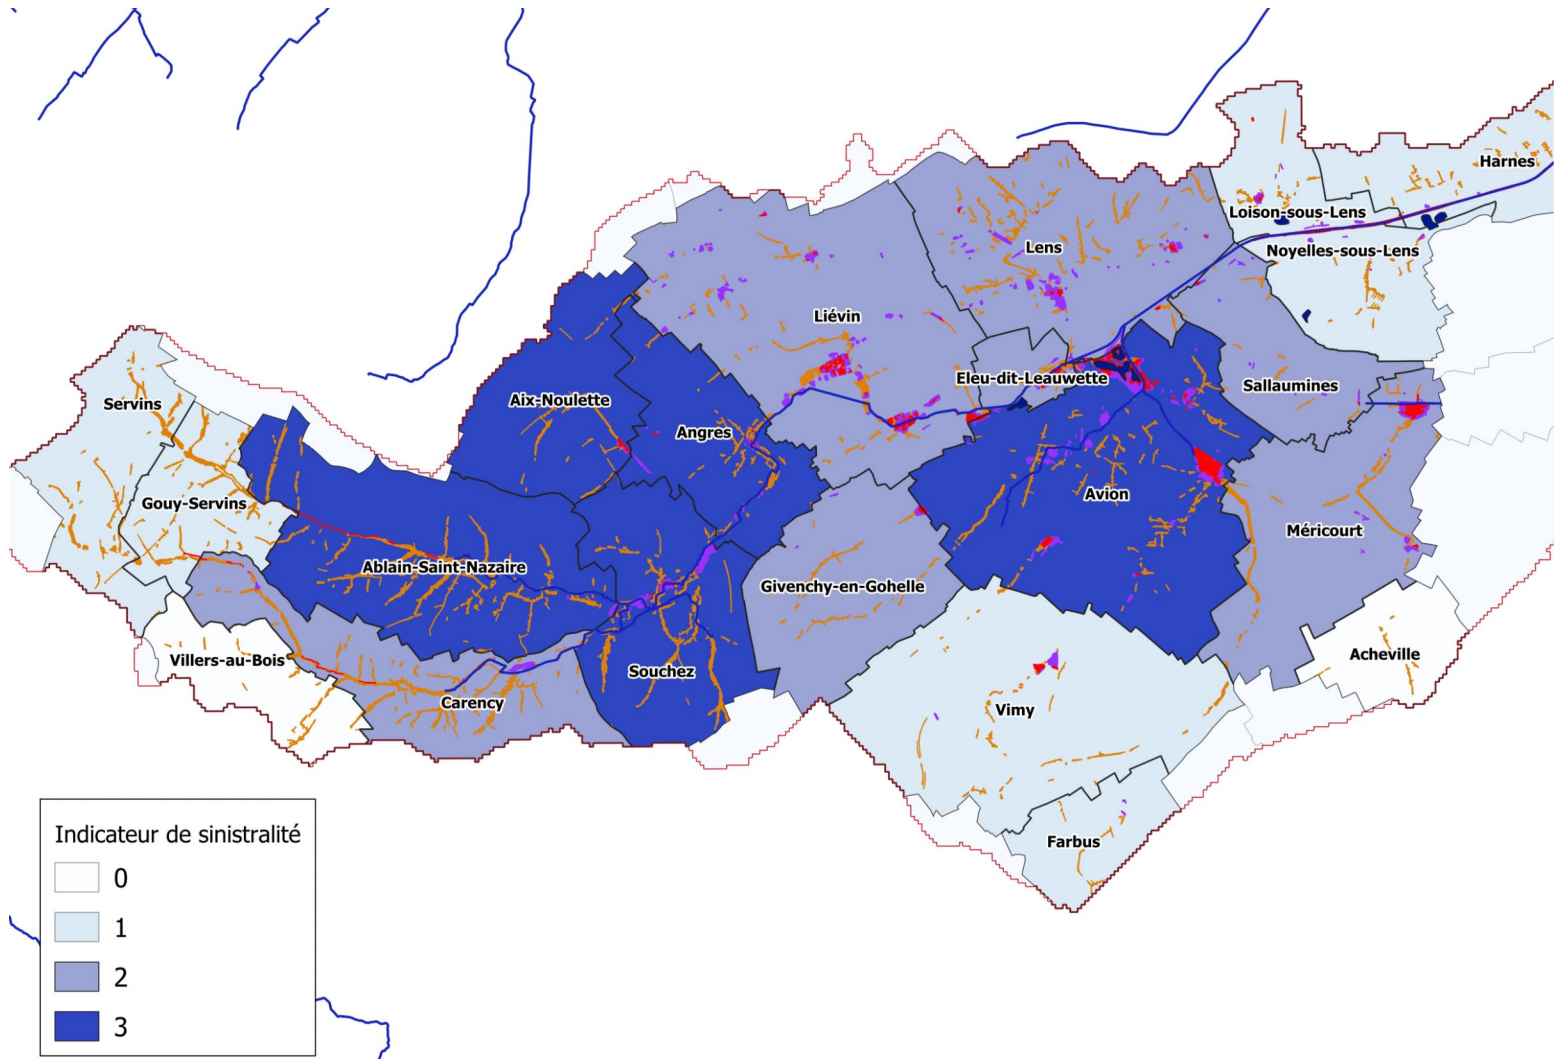 Harnes
Loison-sous-Lens
Lens
Noyelles-sous-Lens
Liévin
Eleu-dit-Leauwette
Sallaumines
Servins
Aix-Noulette
Angres
Gouy-Servins
Avion
Méricourt
Ablain-Saint-Nazaire
Givenchy-en-Gohelle
Villers-au-Bois
Souchez
Acheville
Carency
Vimy
Farbus
Indicateur de sinistralité
0
1
2
3